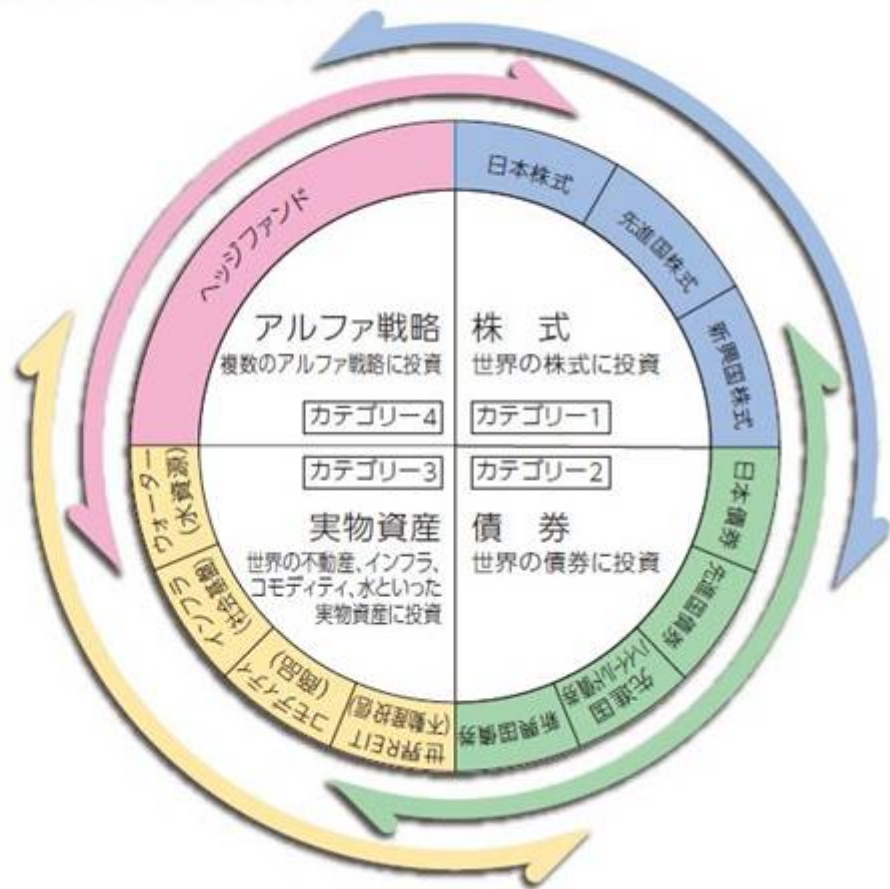 ヘッジファンド
日本株式
先進国株式
新興国株式
アルファ戦略
複数のアルファ戦略に投資
カテゴリー4
株 式
世界の株式に投資
カテゴリー1
カテゴリー3
実物資産
世界の不動産、インフラ、
コモディティ、水といった
実物資産に投資
カテゴリー2
債 券
世界の債券に投資
日本債券
先進国債券
先進国
ハイイールド債券
新興国債券
世界REIT
(不動産投信)
コモディティ
(商品)
インフラ
(社会基盤)
ウォーター
(水資源)